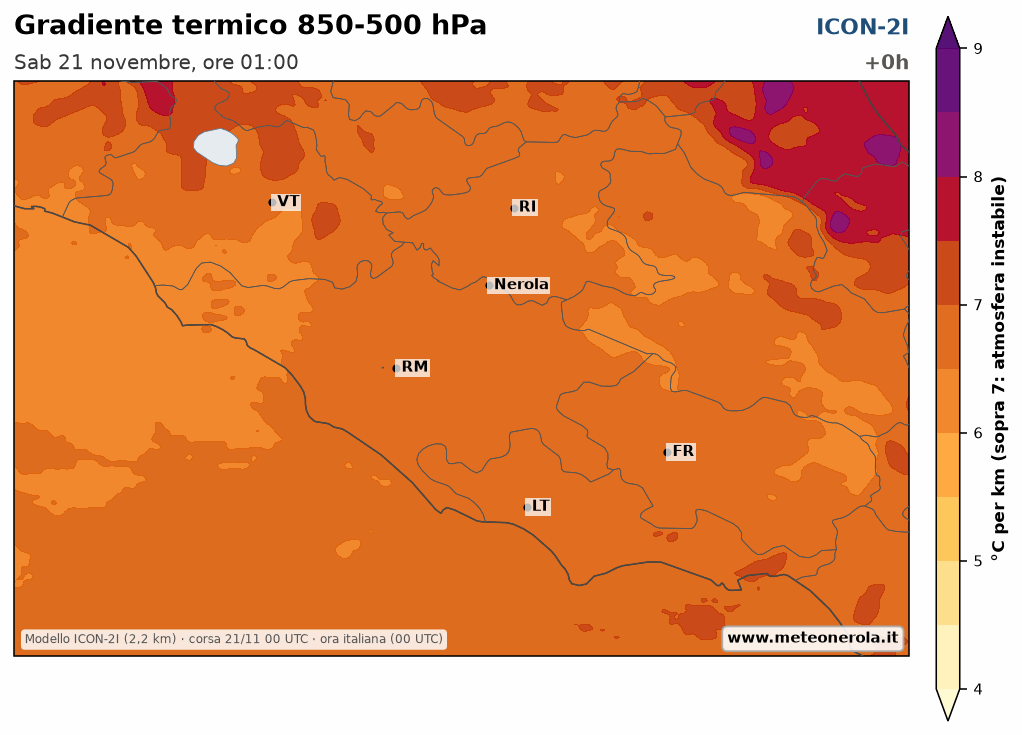 Gradiente termico 850-500 hPa
ICON-2I
Sab 21 novembre, ore 01:00
+0h
VT
RI
Nerola
RM
FR
LT
Modello ICON-2I (2,2 km) · corsa 21/11 00 UTC · ora italiana (00 UTC)
www.meteonerola.it
9
8
7
6
5
4
°C per km (sopra 7: atmosfera instabile)